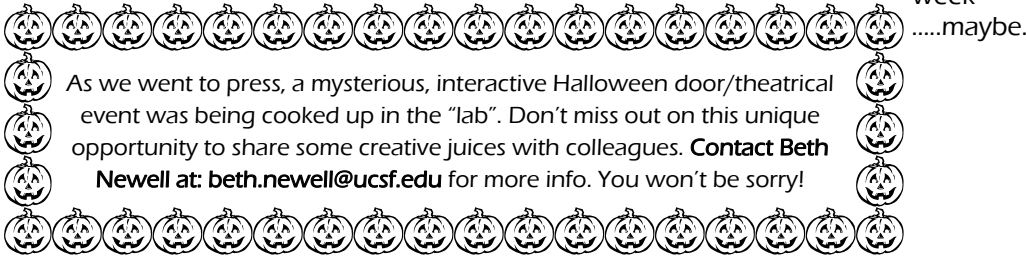 week
.....maybe.
As we went to press, a mysterious, interactive Halloween door/theatrical
event was being cooked up in the “lab”. Don’t miss out on this unique
opportunity to share some creative juices with colleagues. Contact Beth
Newell at: beth.newell@ucsf.edu for more info. You won’t be sorry!